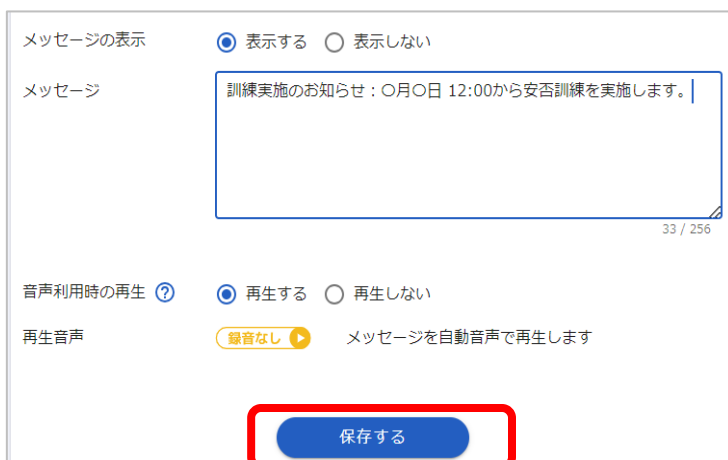 メッセージの表示 表示する 表示しない
メッセージ 訓練実施のお知らせ：〇月〇日 12:00から安否訓練を実施します。
33 / 256
音声利用時の再生 ? 再生する 再生しない
再生音声 録音なし メッセージを自動音声で再生します
保存する